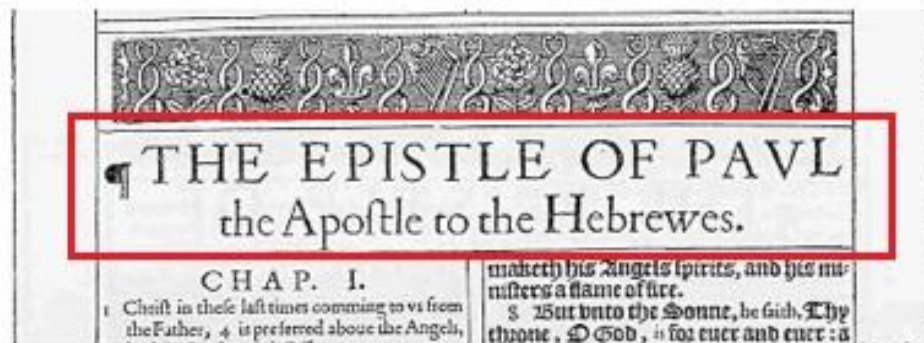 ¶ THE EPISTLE OF PAVL
the Apoſtle to the Hebrewes.
CHAP. I.
1 Chriſt in theſe laſt times comming to vs from
the Father, 4 is preferred aboue the Angels,
maketh his Angels ſpirits, and his mi-
niſters a flame of fire.
8 But vnto the Sonne, he ſaith, Thy
throne, O God, is for euer and euer: a